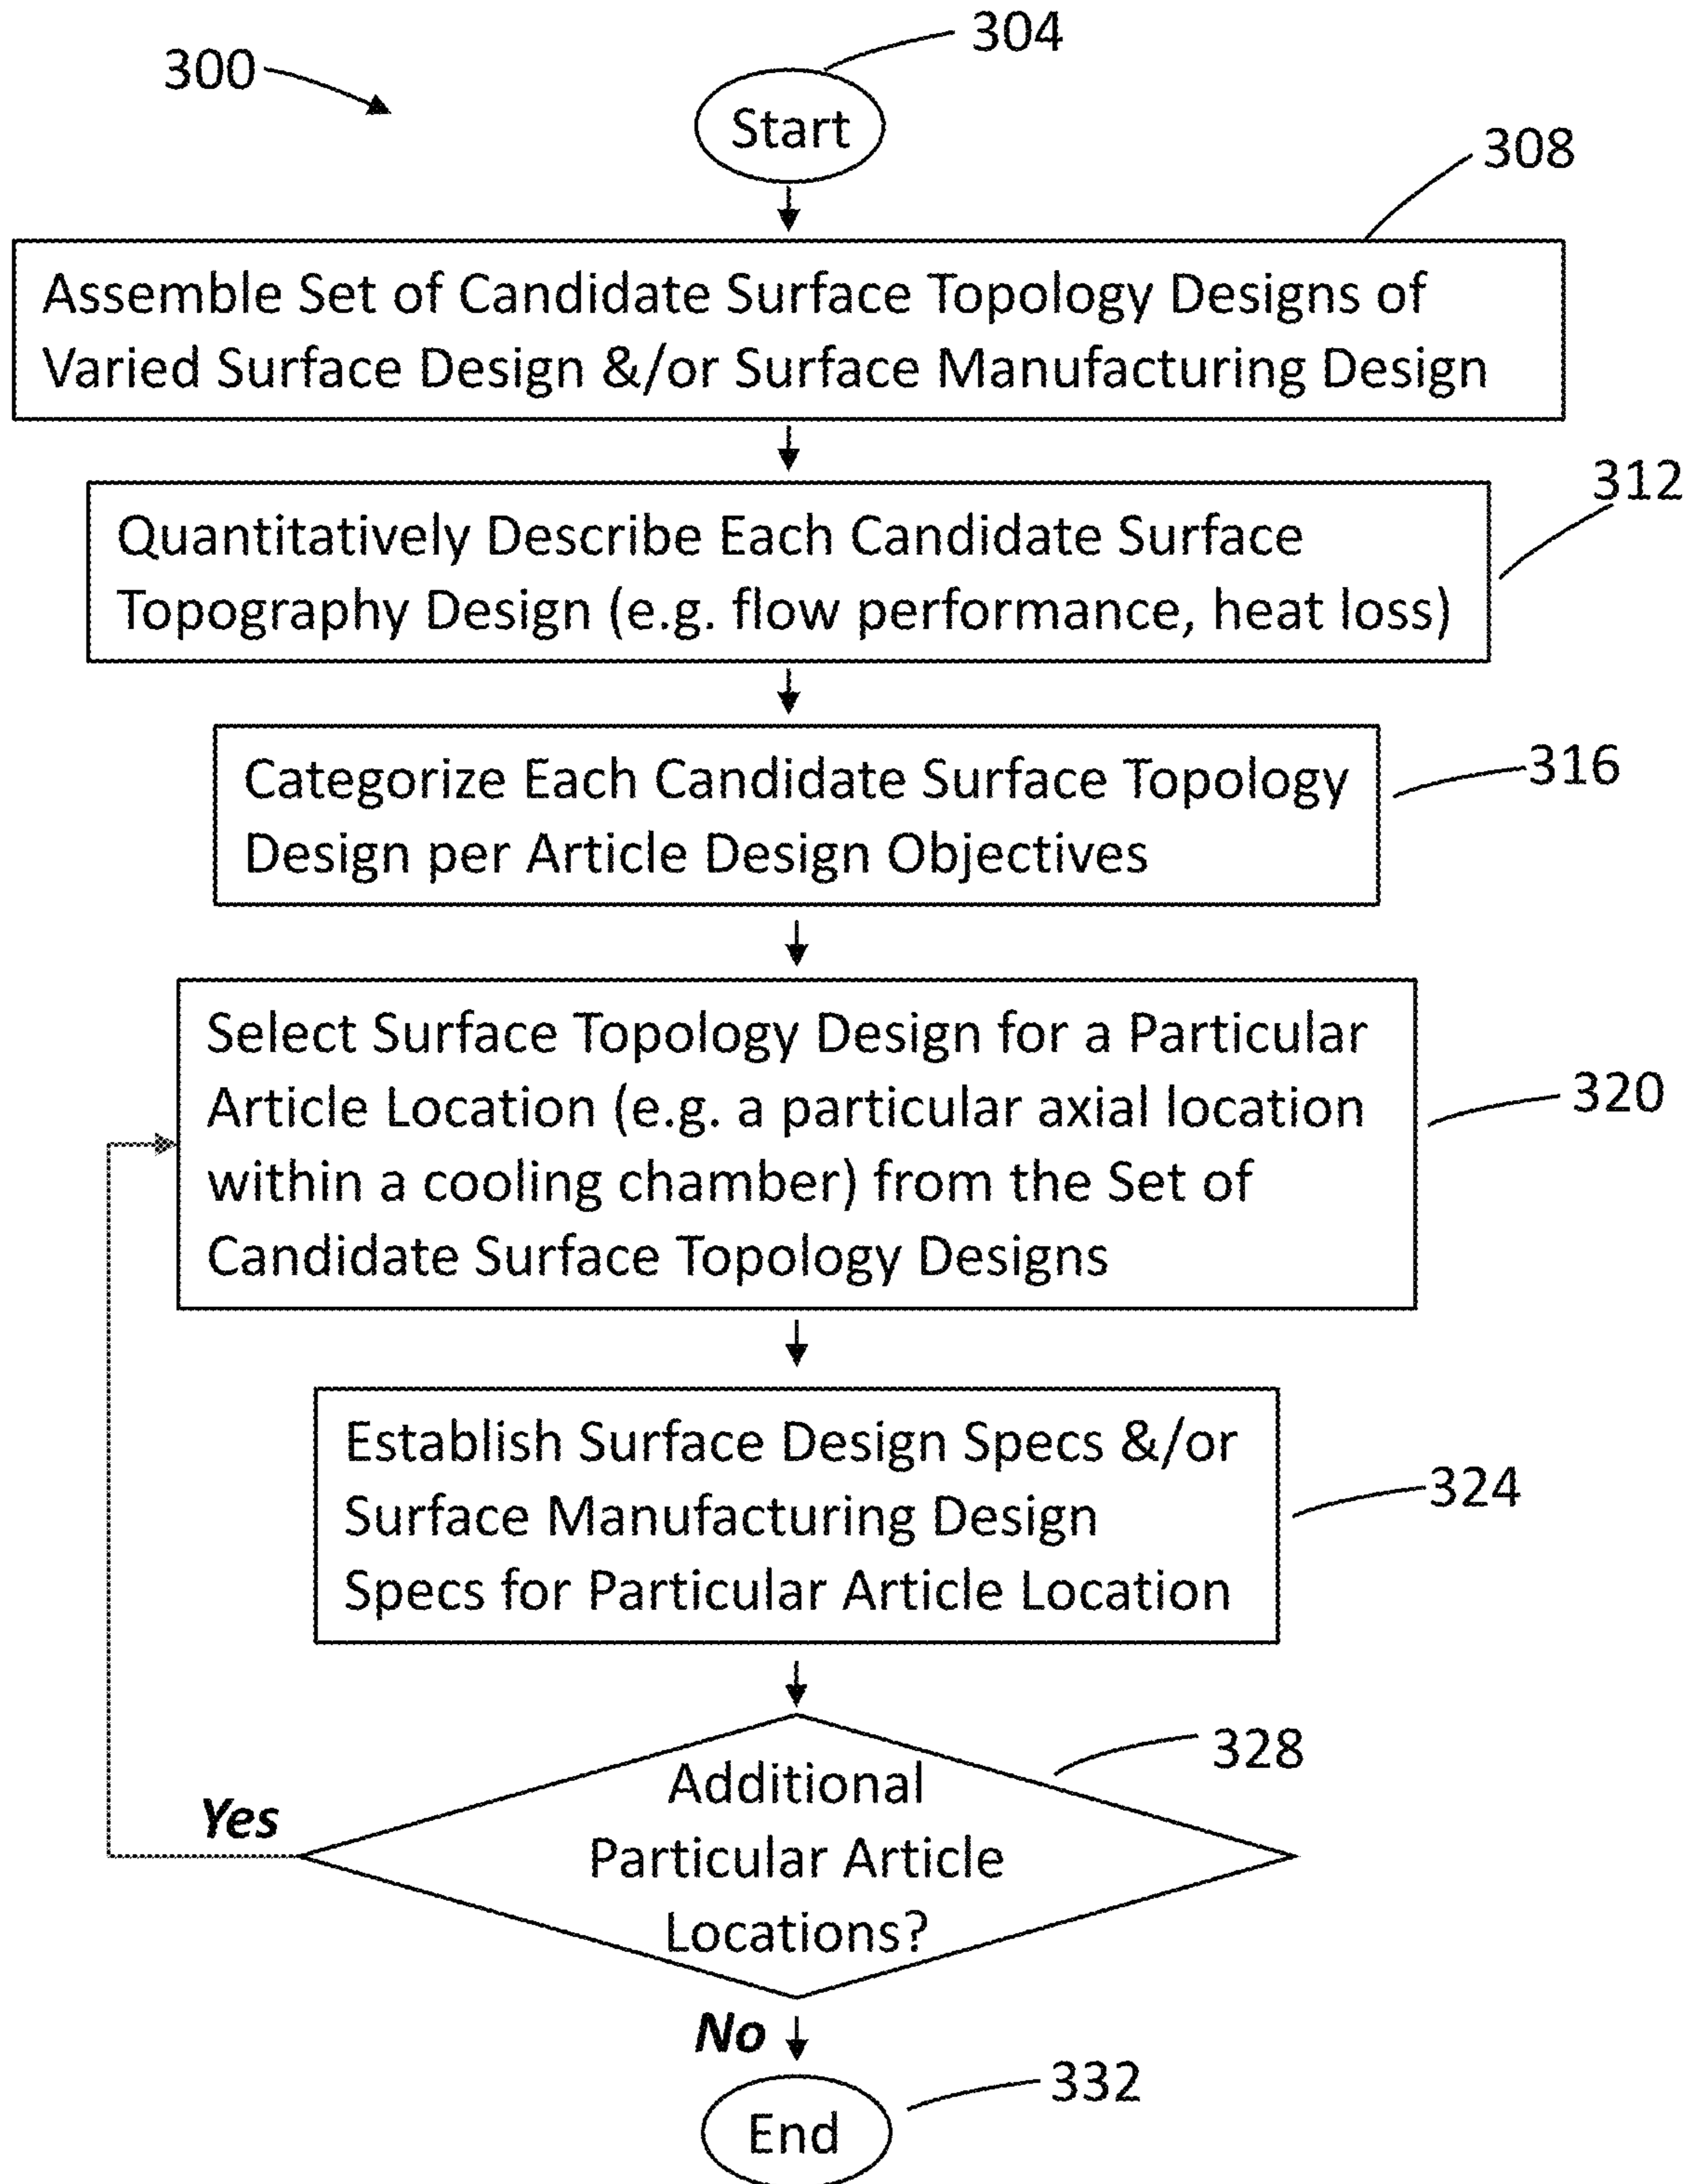 304
300
Start
308
Assemble Set of Candidate Surface Topology Designs of
Varied Surface Design &/or Surface Manufacturing Design
312
Quantitatively Describe Each Candidate Surface
Topography Design (e.g. flow performance, heat loss)
316
Categorize Each Candidate Surface Topology
Design per Article Design Objectives
Select Surface Topology Design for a Particular
Article Location (e.g. a particular axial location
within a cooling chamber) from the Set of
Candidate Surface Topology Designs
320
Establish Surface Design Specs &/or
Surface Manufacturing Design
Specs for Particular Article Location
324
328
Additional
Particular Article
Locations?
Yes
No
332
End